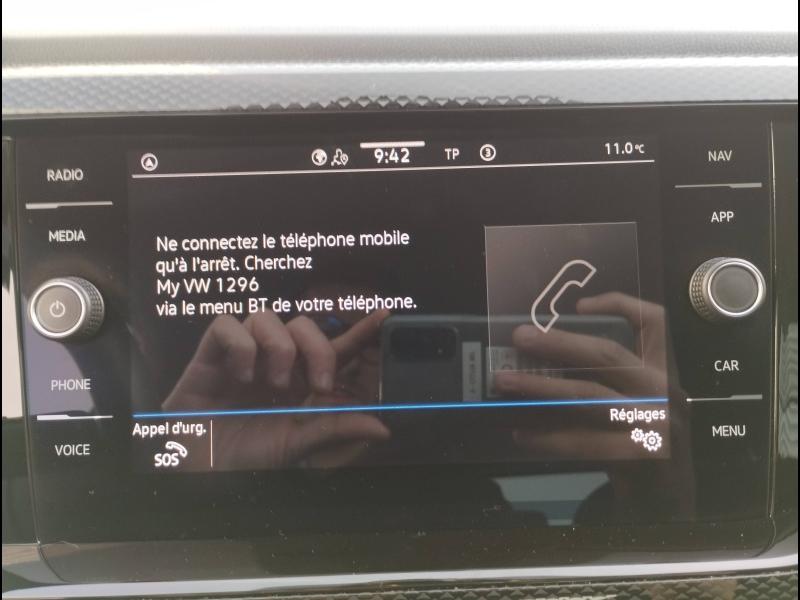 RADIO
MEDIA
PHONE
VOICE
9:42 TP 3 11.0°C
Ne connectez le téléphone mobile
qu'à l'arrêt. Cherchez
My VW 1296
via le menu BT de votre téléphone.
Appel d'urg.
SOS
Réglages
NAV
APP
CAR
MENU